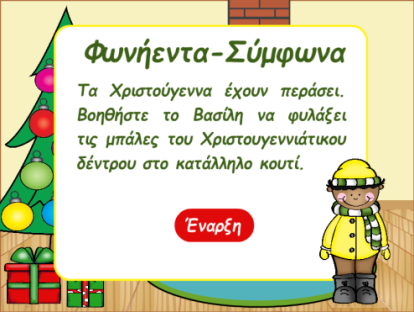 Φωνήεντα-Σύμφωνα
Τα Χριστούγεννα έχουν περάσει.
Βοηθήστε το Βασίλη να φυλάξει
τις μπάλες του Χριστουγεννιάτικου
δέντρου στο κατάλληλο κουτί.
Έναρξη